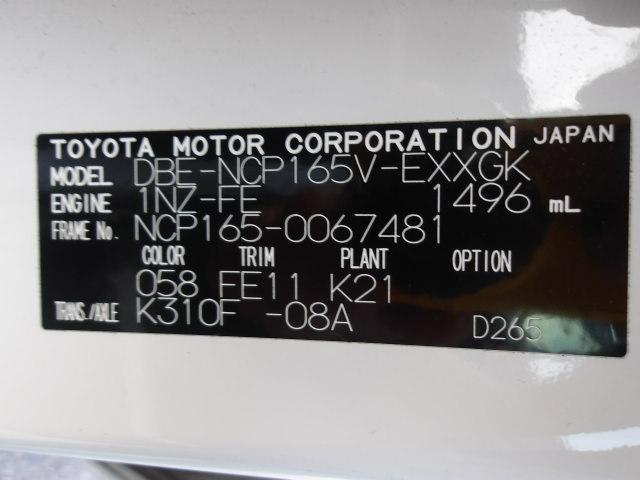 TOYOTA MOTOR CORPORATION JAPAN
MODEL DBE-NCP165V-EXXGK
ENGINE 1NZ-FE 1496 mL
FRAME No. NCP165-0067481
COLOR TRIM PLANT OPTION
058 FE11 K21
TRANS./AXLE K310F -08A
D265